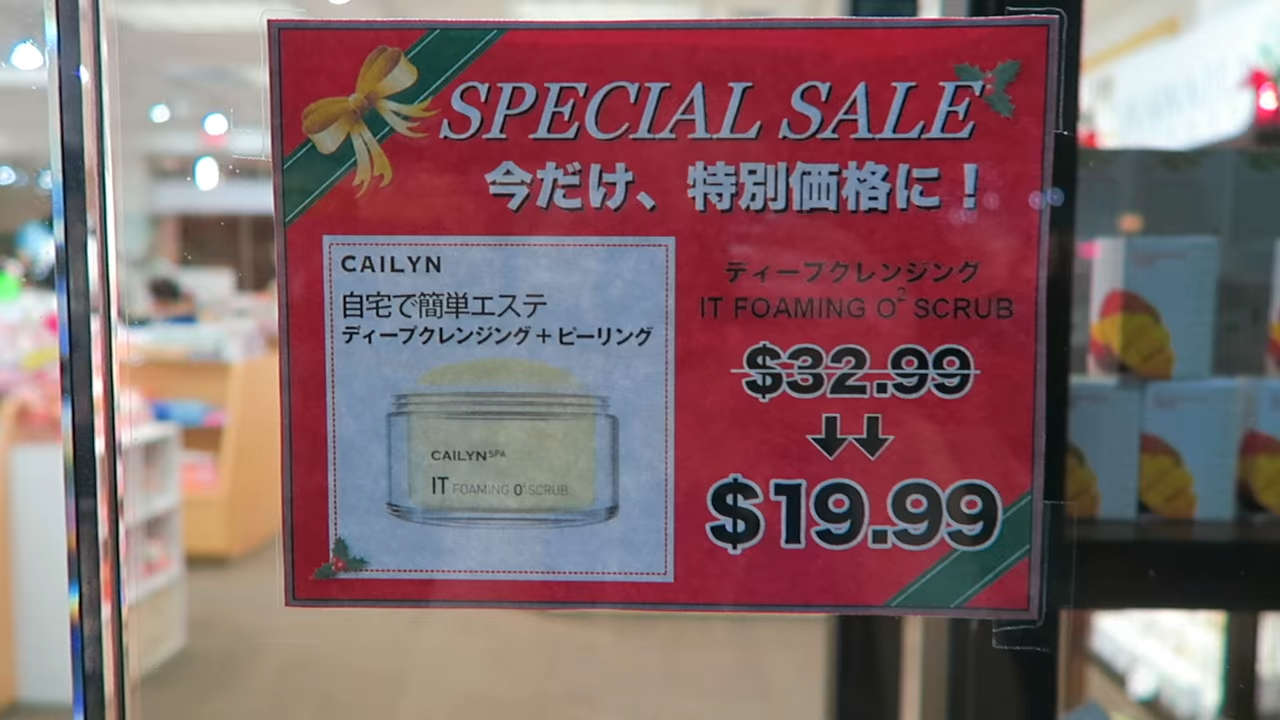 SPECIAL SALE
今だけ、特別価格に！
CAILYN
自宅で簡単エステ
ディープクレンジング＋ピーリング
CAILYN SPA
IT FOAMING O² SCRUB
ディープクレンジング
IT FOAMING O² SCRUB
$32.99
$19.99